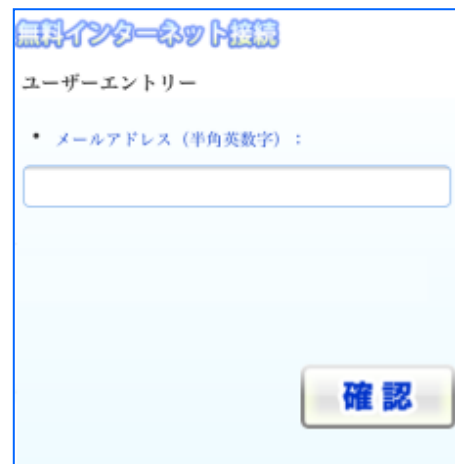 無料インターネット接続
ユーザーエントリー
・ メールアドレス（半角英数字）：
確認